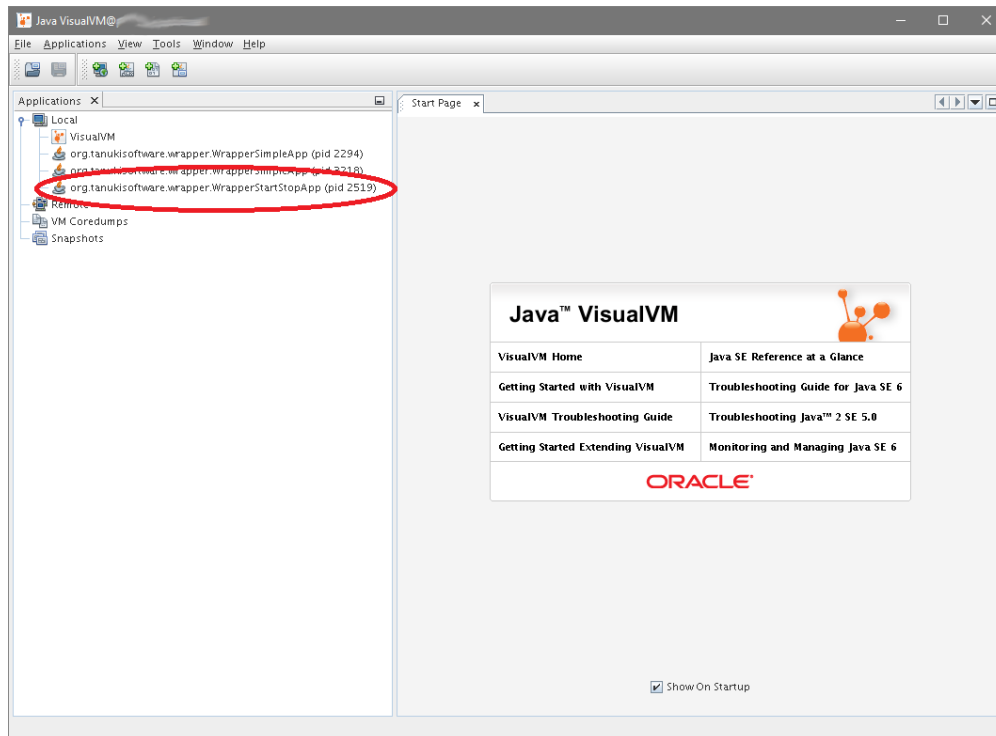 Java VisualVM@
File Applications View Tools Window Help
Applications
Start Page
Local
VisualVM
org.tanukisoftware.wrapper.WrapperSimpleApp (pid 2294)
org.tanukisoftware.wrapper.WrapperSimpleApp (pid 3218)
org.tanukisoftware.wrapper.WrapperStartStopApp (pid 2519)
Remote
VM Coredumps
Snapshots
Java™ VisualVM
VisualVM Home
Java SE Reference at a Glance
Getting Started with VisualVM
Troubleshooting Guide for Java SE 6
VisualVM Troubleshooting Guide
Troubleshooting Java™ 2 SE 5.0
Getting Started Extending VisualVM
Monitoring and Managing Java SE 6
ORACLE
Show On Startup